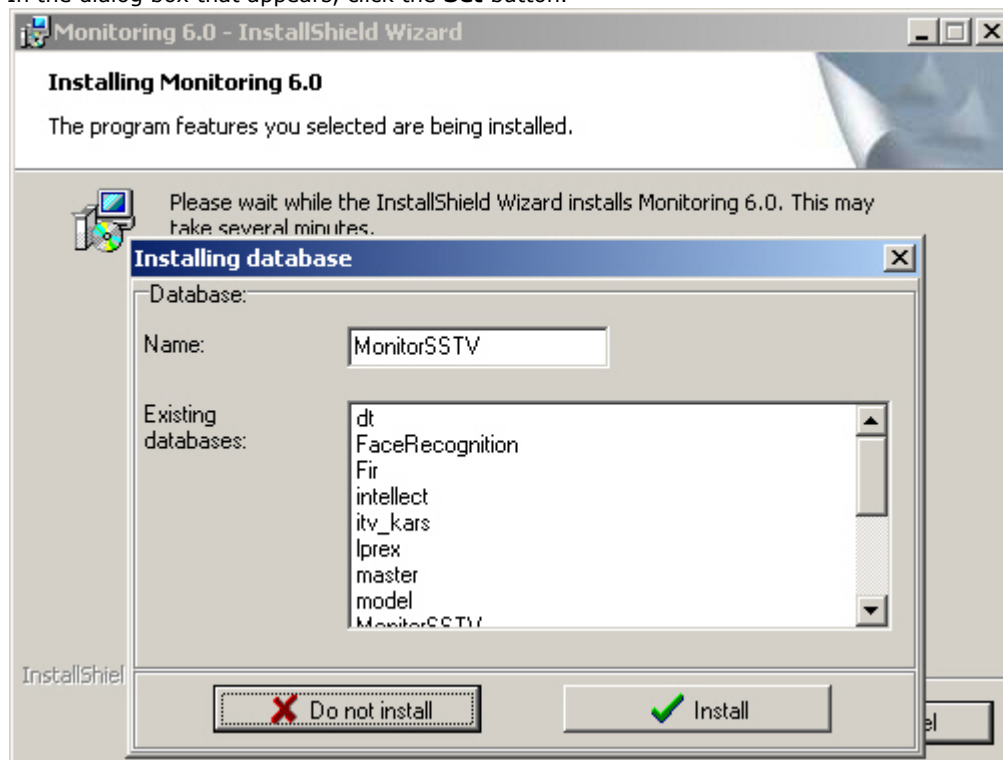 In the dialog box that appears, click the Set button.
Monitoring 6.0 - InstallShield Wizard
Installing Monitoring 6.0
The program features you selected are being installed.
Please wait while the InstallShield Wizard installs Monitoring 6.0. This may
take several minutes.
Installing database
Database:
Name:
MonitorSSTV
Existing
databases:
dt
FaceRecognition
Fir
intellect
itv_kars
lprex
master
model
MonitorSSTV
InstallShiel
Do not install
Install
el